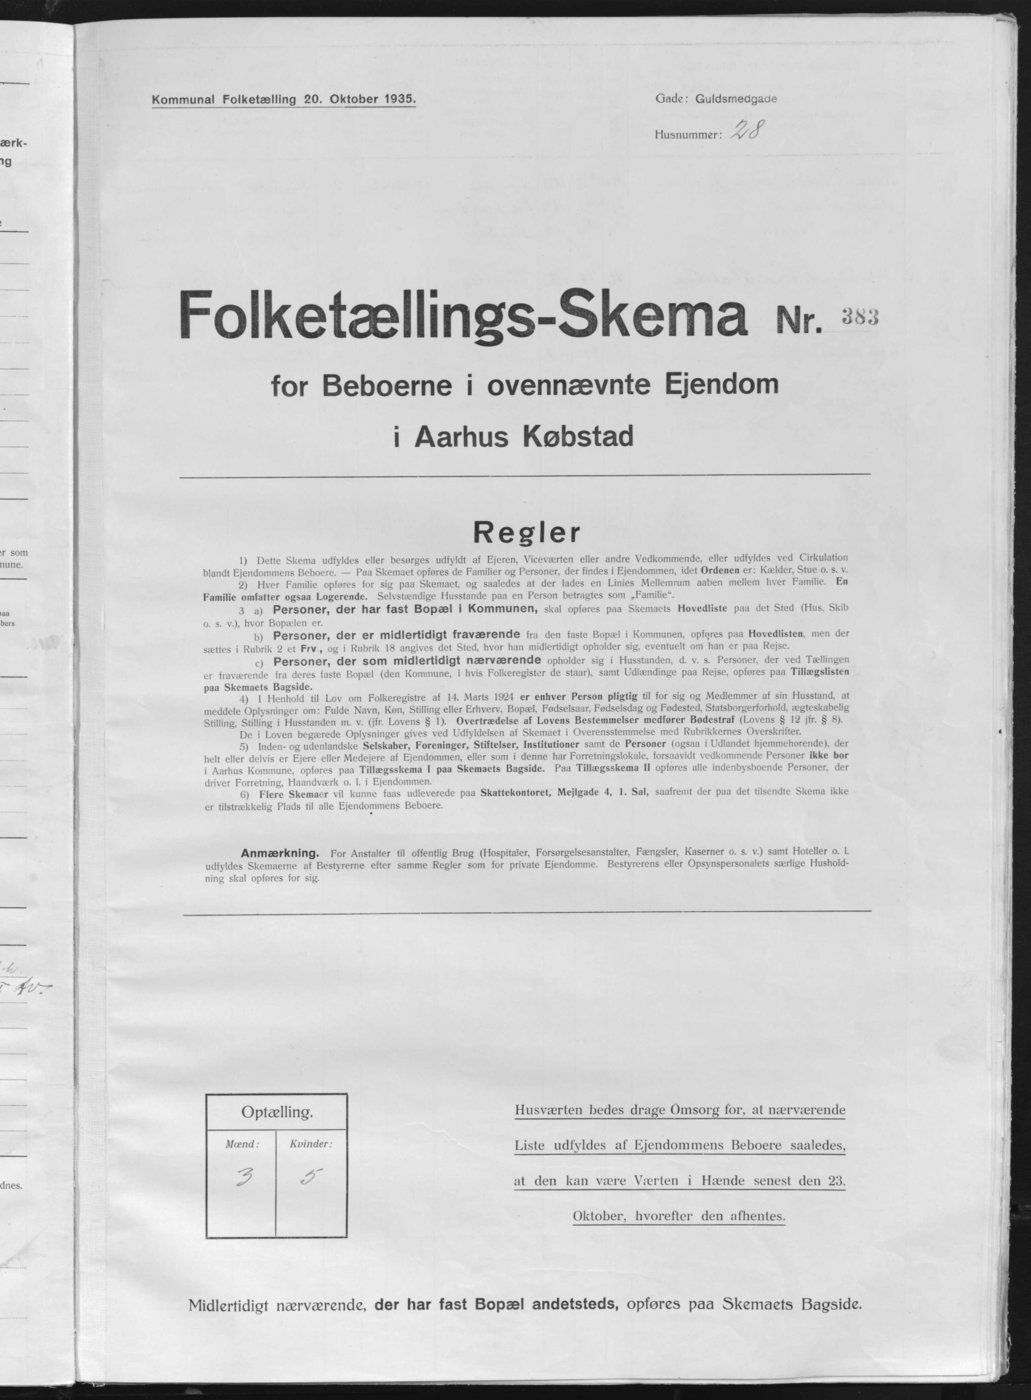 Kommunal Folketælling 20. Oktober 1935.
Gade: Guldsmedgade
Husnummer: 28
Folketællings-Skema Nr. 383
for Beboerne i ovennævnte Ejendom
i Aarhus Købstad
Regler
1) Dette Skema udfyldes eller besørges udfyldt af Ejeren, Viceværten eller andre Vedkommende, eller udfyldes ved Cirkulation
blandt Ejendommens Beboere. — Paa Skemaet opføres de Familier og Personer, der findes i Ejendommen, idet Ordenen er: Kælder, Stue o. s. v.
2) Hver Familie opføres for sig paa Skemaet, og saaledes at der lades en Linies Mellemrum aaben mellem hver Familie. En
Familie omfatter ogsaa Logerende. Selvstændige Husstande paa en Person betragtes som „Familie“.
3 a) Personer, der har fast Bopæl i Kommunen, skal opføres paa Skemaets Hovedliste paa det Sted (Hus, Skib
o. s. v.), hvor Bopælen er.
b) Personer, der er midlertidigt fraværende fra den faste Bopæl i Kommunen, opføres paa Hovedlisten, men der
sættes i Rubrik 2 et Frv., og i Rubrik 18 angives det Sted, hvor han midlertidigt opholder sig, eventuelt om han er paa Rejse.
c) Personer, der som midlertidigt nærværende opholder sig i Husstanden, d. v. s. Personer, der ved Tællingen
er fraværende fra deres faste Bopæl (den Kommune, i hvis Folkeregister de staar), samt Udlændinge paa Rejse, opføres paa Tillægslisten
paa Skemaets Bagside.
4) I Henhold til Lov om Folkeregistre af 14. Marts 1924 er enhver Person pligtig til for sig og Medlemmer af sin Husstand, at
meddele Oplysninger om: Fulde Navn, Køn, Stilling eller Erhverv, Bopæl, Fødselsaar, Fødselsdag og Fødested, Statsborgerforhold, ægteskabelig
Stilling, Stilling i Husstanden m. v. (jfr. Lovens § 1). Overtrædelse af Lovens Bestemmelser medfører Bødestraf (Lovens § 12 jfr. § 8).
De i Loven begærede Oplysninger gives ved Udfyldelsen af Skemaet i Overensstemmelse med Rubrikkernes Overskrifter.
5) Inden- og udenlandske Selskaber, Foreninger, Stiftelser, Institutioner samt de Personer (ogsaa i Udlandet hjemmehørende), der
helt eller delvis er Ejere eller Medejere af Ejendommen, eller som i denne har Forretningslokale, forsaavidt vedkommende Personer ikke bor
i Aarhus Kommune, opføres paa Tillægsskema I paa Skemaets Bagside. Paa Tillægsskema II opføres alle indenbysboende Personer, der
driver Forretning, Haandværk o. l. i Ejendommen.
6) Flere Skemaer vil kunne faas udleverede paa Skattekontoret, Mejlgade 4, 1. Sal, saafremt der paa det tilsendte Skema ikke
er tilstrækkelig Plads til alle Ejendommens Beboere.
Anmærkning. For Anstalter til offentlig Brug (Hospitaler, Forsørgelsesanstalter, Fængsler, Kaserner o. s. v.) samt Hoteller o. l.
udfyldes Skemaerne af Bestyrerne efter samme Regler som for private Ejendomme. Bestyrerens eller Opsynspersonalets særlige Hushold-
ning skal opføres for sig.
Optælling.
Mænd: Kvinder:
3 5
Husværten bedes drage Omsorg for, at nærværende
Liste udfyldes af Ejendommens Beboere saaledes,
at den kan være Værten i Hænde senest den 23.
Oktober, hvorefter den afhentes.
Midlertidigt nærværende, der har fast Bopæl andetsteds, opføres paa Skemaets Bagside.